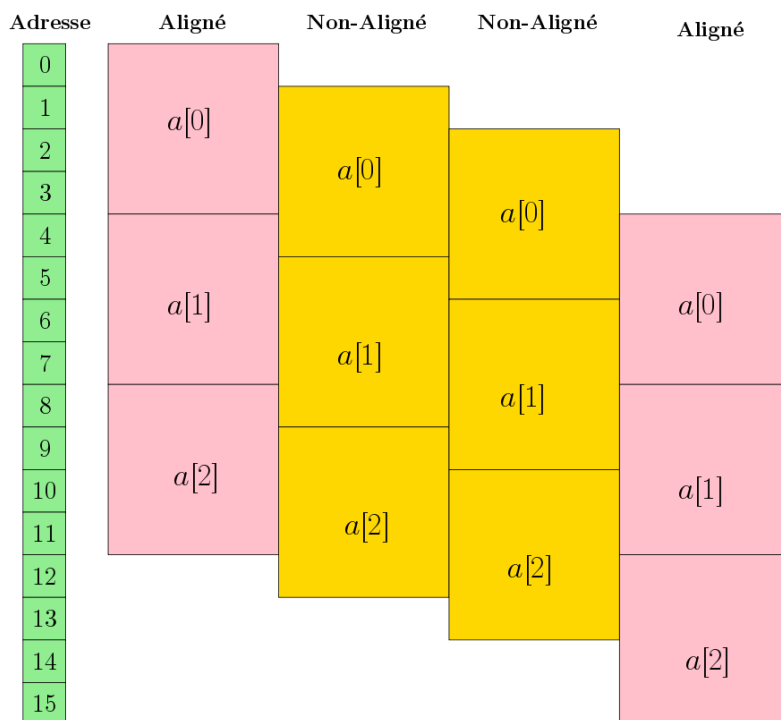 Adresse Aligné Non-Aligné Non-Aligné Aligné
0
1
a[0]
2
a[0]
3
a[0]
4
5
6
a[1]
a[0]
7
a[1]
8
a[1]
9
a[2]
10
a[1]
11
a[2]
12
a[2]
13
14
a[2]
15